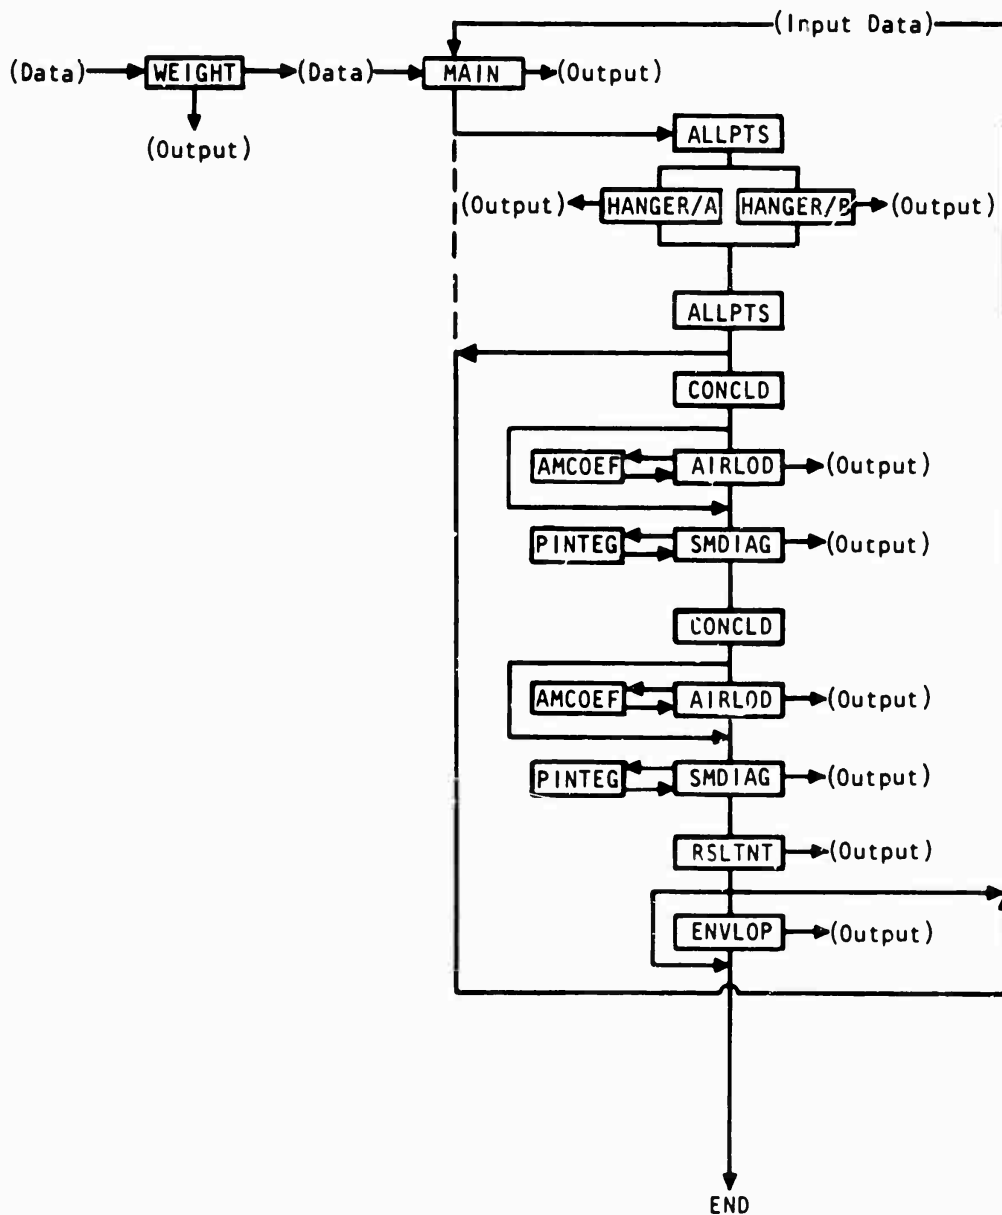 (Input Data)
(Data) WEIGHT (Data) MAIN (Output)
(Output)
ALLPTS
(Output) HANGER/A HANGER/B (Output)
ALLPTS
CONCLD
AMCOEF AIRLOD (Output)
PINTEG SMDIAG (Output)
CONCLD
AMCOEF AIRLOD (Output)
PINTEG SMDIAG (Output)
RSLTNT (Output)
ENVLOP (Output)
END